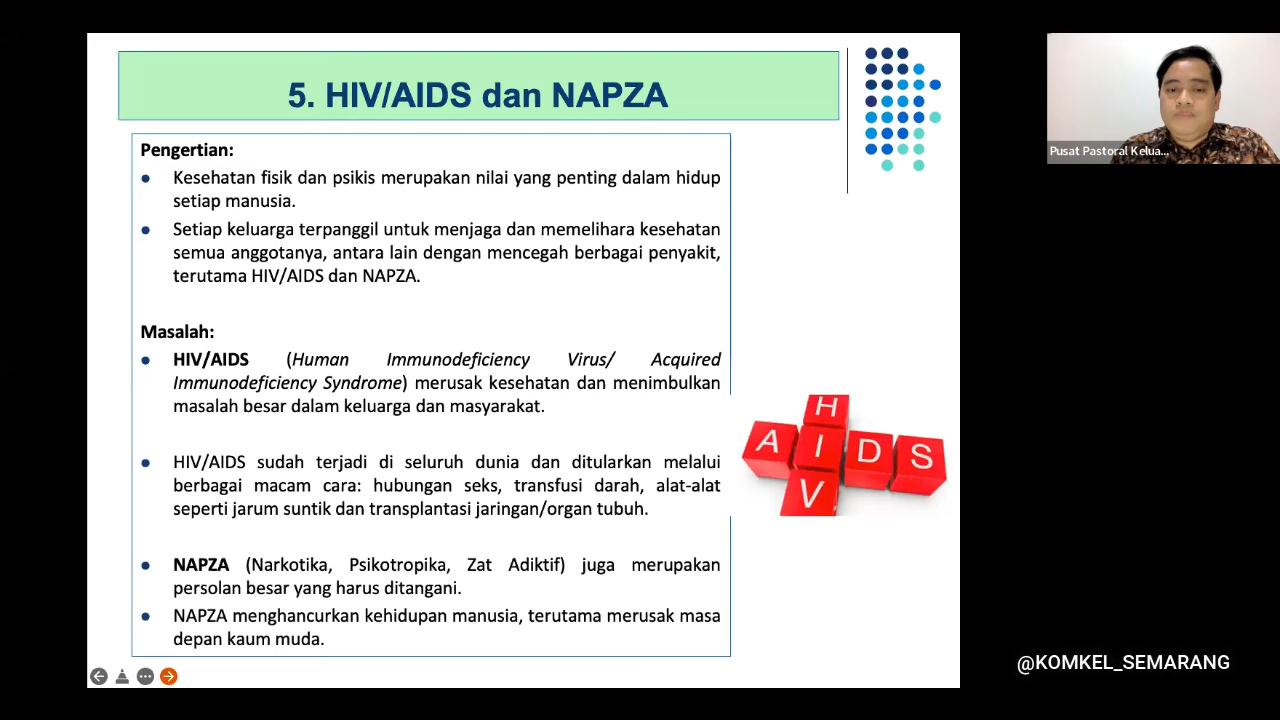 5. HIV/AIDS dan NAPZA
Pengertian:
● Kesehatan fisik dan psikis merupakan nilai yang penting dalam hidup
setiap manusia.
● Setiap keluarga terpanggil untuk menjaga dan memelihara kesehatan
semua anggotanya, antara lain dengan mencegah berbagai penyakit,
terutama HIV/AIDS dan NAPZA.
Masalah:
● HIV/AIDS (Human Immunodeficiency Virus/ Acquired
Immunodeficiency Syndrome) merusak kesehatan dan menimbulkan
masalah besar dalam keluarga dan masyarakat.
● HIV/AIDS sudah terjadi di seluruh dunia dan ditularkan melalui
berbagai macam cara: hubungan seks, transfusi darah, alat-alat
seperti jarum suntik dan transplantasi jaringan/organ tubuh.
● NAPZA (Narkotika, Psikotropika, Zat Adiktif) juga merupakan
persolan besar yang harus ditangani.
● NAPZA menghancurkan kehidupan manusia, terutama merusak masa
depan kaum muda.
H
A I D S
V
Pusat Pastoral Kelua...
@KOMKEL_SEMARANG